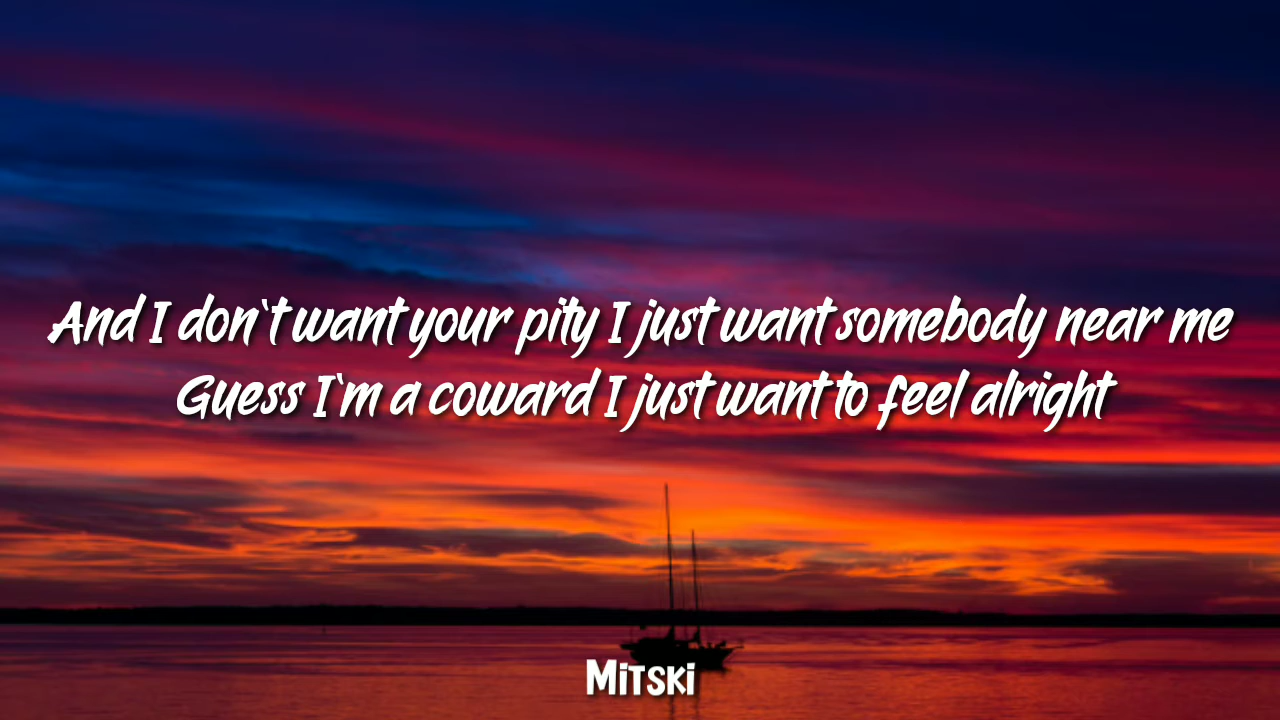 And I don`t want your pity I just want somebody near me
Guess I`m a coward I just want to feel alright
Mitski